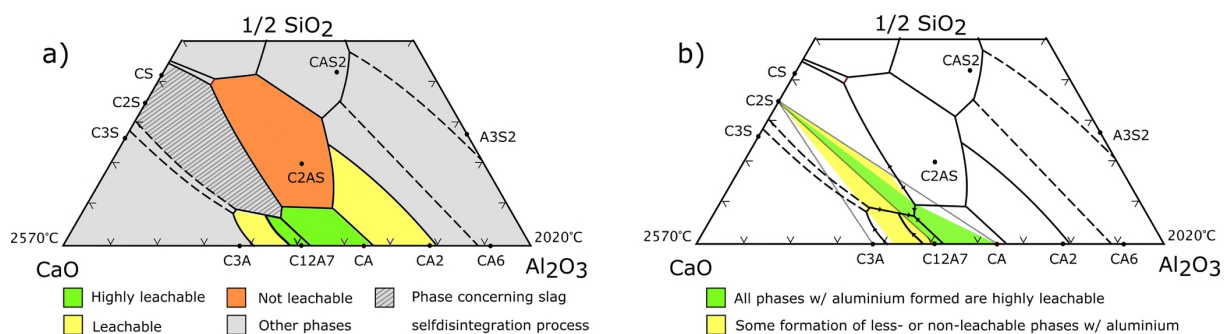 a)
1/2 SiO2
CS
C2S
C3S
CAS2
A3S2
C2AS
2570℃
2020℃
CaO
C3A
C12A7
CA
CA2
CA6
Al2O3
Highly leachable
Not leachable
Phase concerning slag
selfdisintegration process
Leachable
Other phases
b)
1/2 SiO2
CS
C2S
C3S
CAS2
A3S2
C2AS
2570℃
2020℃
CaO
C3A
C12A7
CA
CA2
CA6
Al2O3
All phases w/ aluminium formed are highly leachable
Some formation of less- or non-leachable phases w/ aluminium